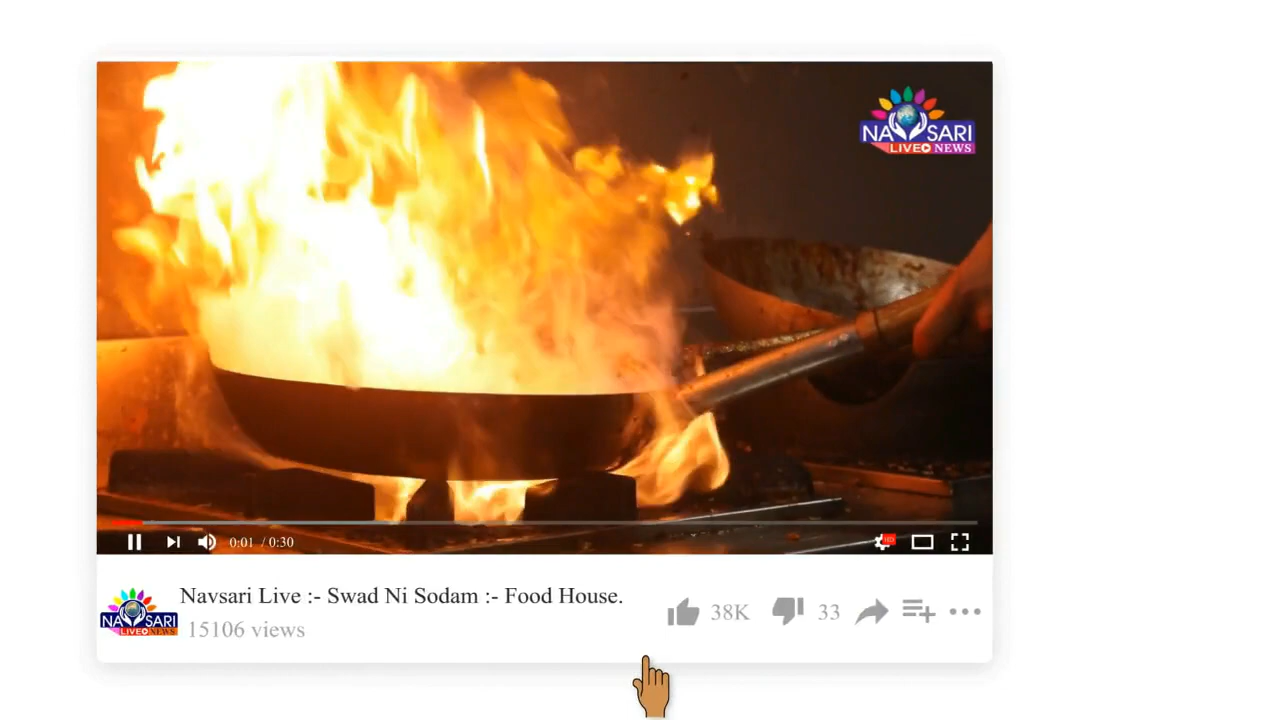 NAVSARI
LIVE NEWS
0:01 / 0:30
HD
Navsari Live :- Swad Ni Sodam :- Food House.
15106 views
38K
33
NAVSARI
LIVE NEWS